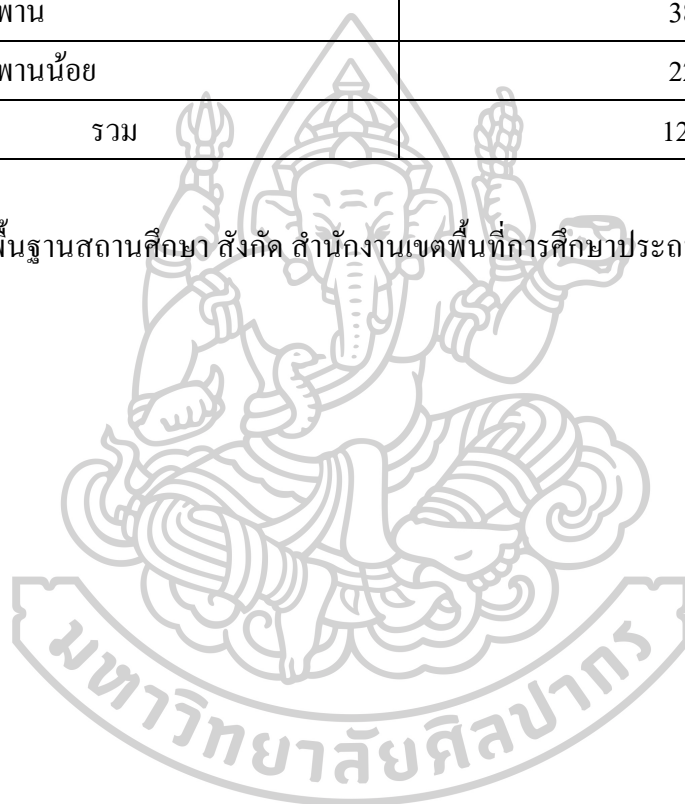 พาน 38
พานน้อย 22
รวม 12
พื้นฐานสถานศึกษา สังกัด สำนักงานเขตพื้นที่การศึกษาประถ
มหาวิทยาลัยศิลปากร